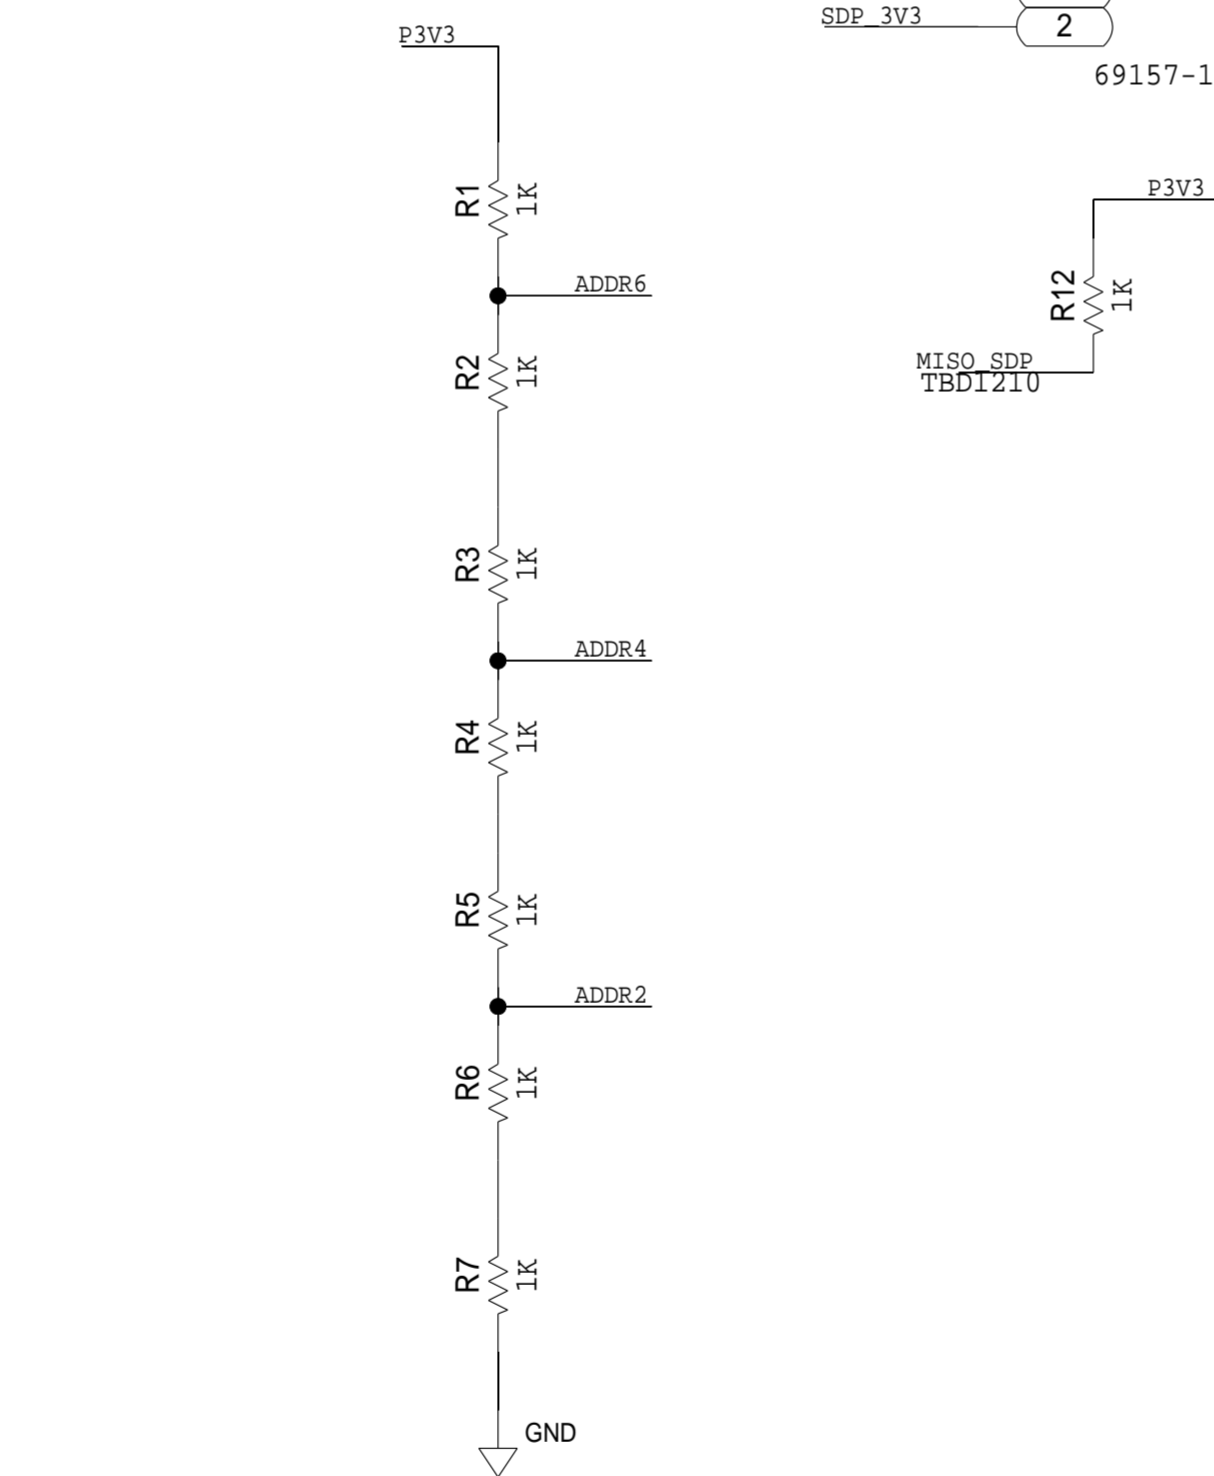 P3V3
SDP_3V3
2
69157-1
R1
1K
P3V3
ADDR6
R12
1K
R2
1K
MISO_SDP
TBD1210
R3
1K
ADDR4
R4
1K
R5
1K
ADDR2
R6
1K
R7
1K
GND